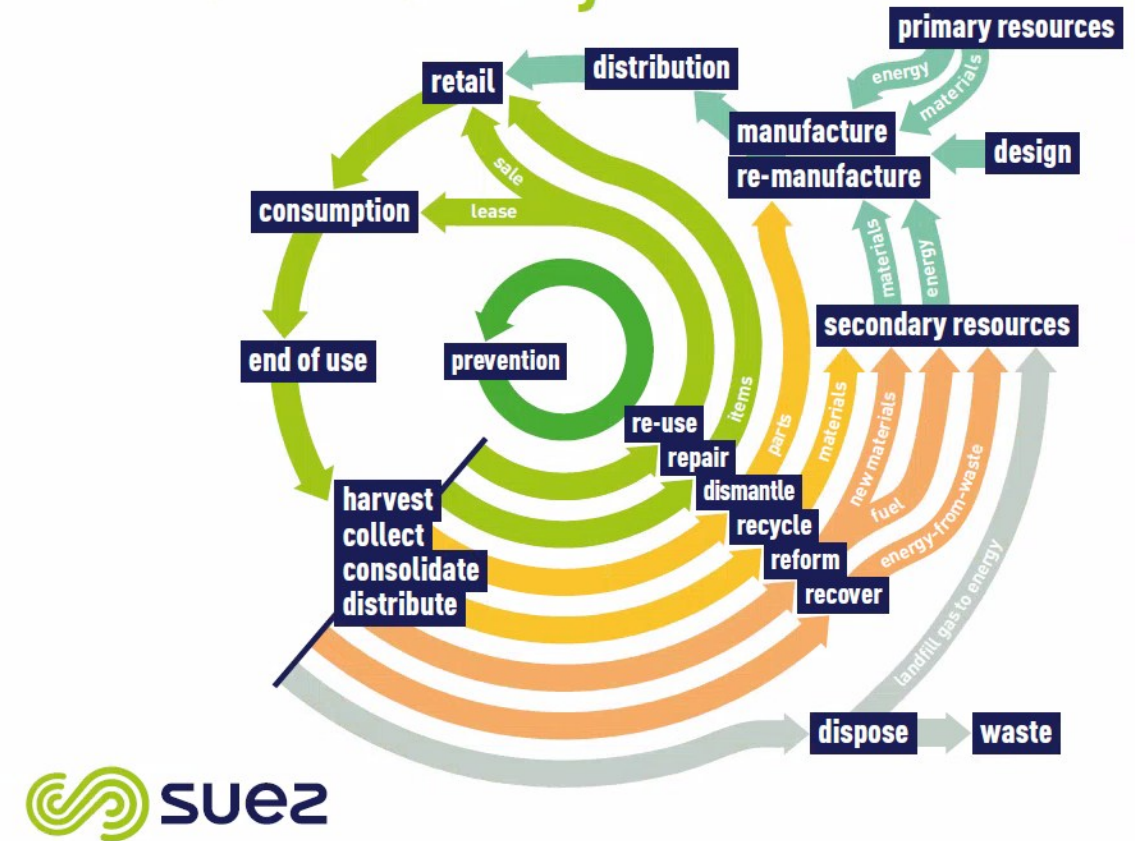 primary resources
energy
materials
distribution
retail
manufacture
re-manufacture
design
sale
lease
consumption
materials
energy
secondary resources
end of use
prevention
items
parts
materials
new materials
fuel
energy-from-waste
landfill gas to energy
re-use
repair
dismantle
recycle
reform
recover
harvest
collect
consolidate
distribute
dispose
waste
suez